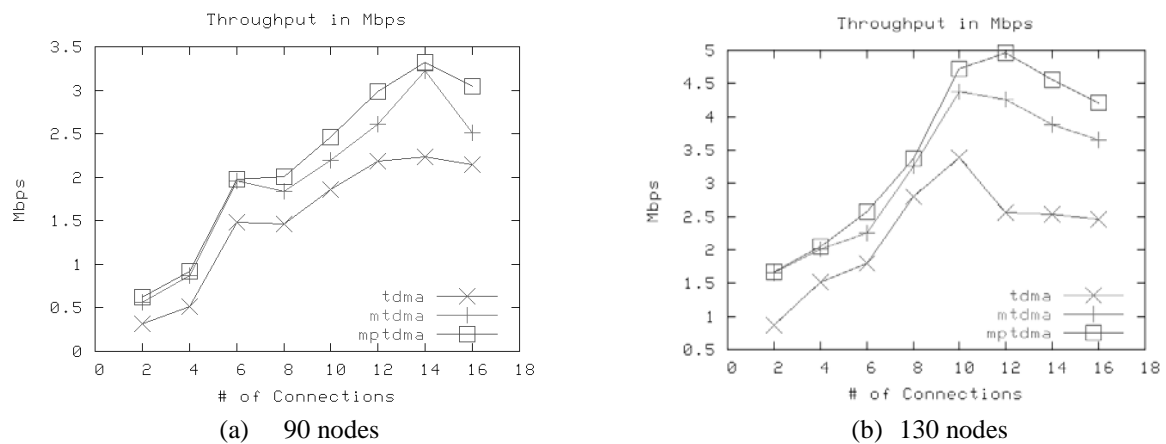 Throughput in Mbps
3.5
3
2.5
2
1.5
1
0.5
0
Mbps
tdma
mtdma
mptdma
0 2 4 6 8 10 12 14 16 18
# of Connections
(a) 90 nodes
Throughput in Mbps
5
4.5
4
3.5
3
2.5
2
1.5
1
0.5
Mbps
tdma
mtdma
mptdma
0 2 4 6 8 10 12 14 16 18
# of Connections
(b) 130 nodes